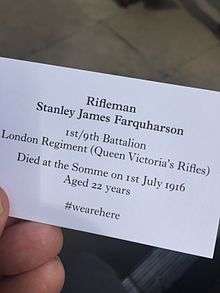 Rifleman
Stanley James Farquharson
1st/9th Battalion
London Regiment (Queen Victoria's Rifles)
Died at the Somme on 1st July 1916
Aged 22 years
#wearehere